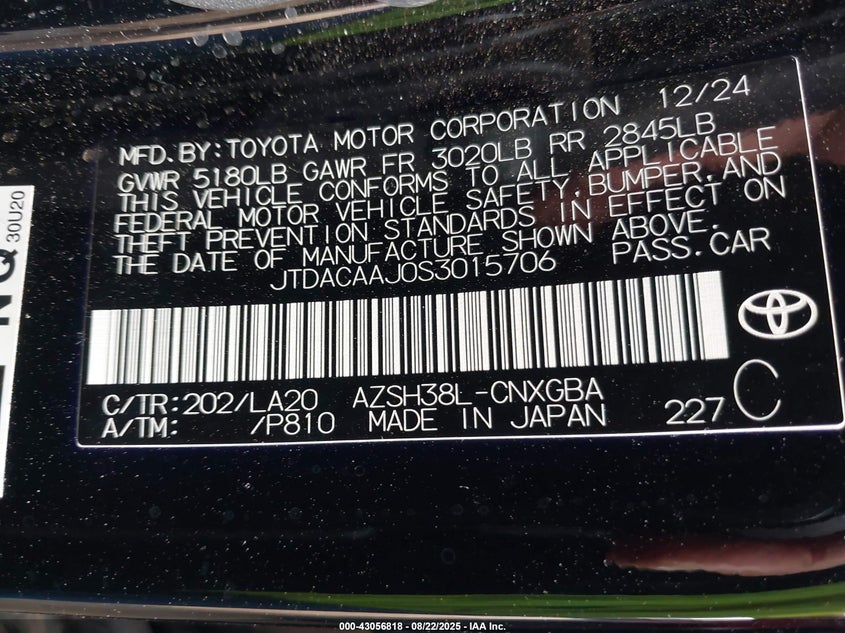 MFD.BY:TOYOTA MOTOR CORPORATION 12/24
GVWR 5180LB GAWR FR 3020LB RR 2845LB
THIS VEHICLE CONFORMS TO ALL APPLICABLE
FEDERAL MOTOR VEHICLE SAFETY,BUMPER,AND
THEFT PREVENTION STANDARDS IN EFFECT ON
THE DATE OF MANUFACTURE SHOWN ABOVE.
JTDACAAJ0S3015706 PASS.CAR
C/TR:202/LA20 AZSH38L-CNXGBA
A/TM: /P810 MADE IN JAPAN 227 C
30U20
000-43056818 - 08/22/2025 - IAA Inc.